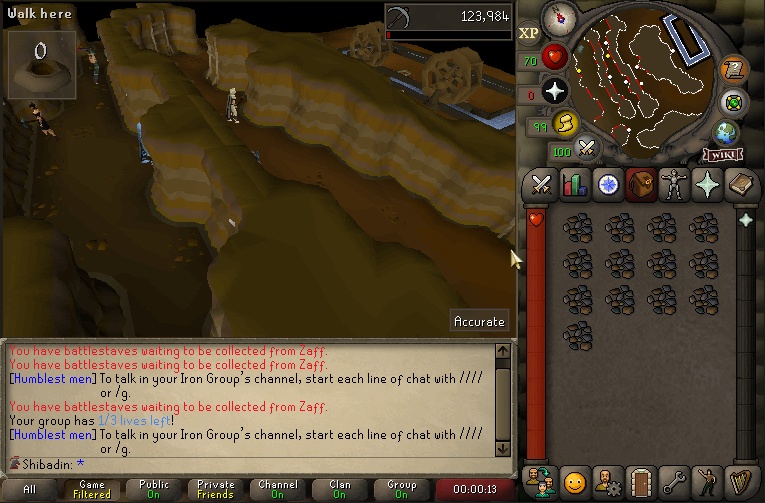 Walk here
0
123,984
XP
70
0
99
100
WIKI
Accurate
You have battlestaves waiting to be collected from Zaff.
You have battlestaves waiting to be collected from Zaff.
[Humblest men] To talk in your Iron Group's channel, start each line of chat with ////
or /g.
You have battlestaves waiting to be collected from Zaff.
Your group has 1/3 lives left!
[Humblest men] To talk in your Iron Group's channel, start each line of chat with ////
or /g.
Shibadin: *
All
Game
Filtered
Public
On
Private
Friends
Channel
On
Clan
On
Group
On
00:00:13